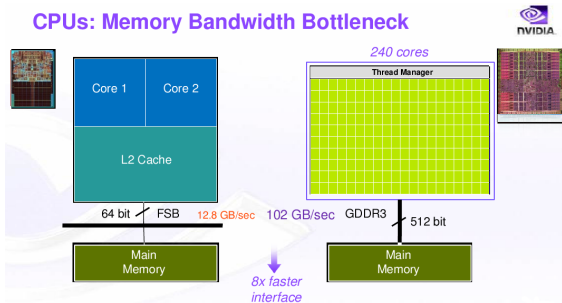 CPUs: Memory Bandwidth Bottleneck
NVIDIA.
240 cores
Core 1
Core 2
L2 Cache
Thread Manager
64 bit
FSB
12.8 GB/sec
102 GB/sec
GDDR3
512 bit
Main
Memory
8x faster
interface
Main
Memory